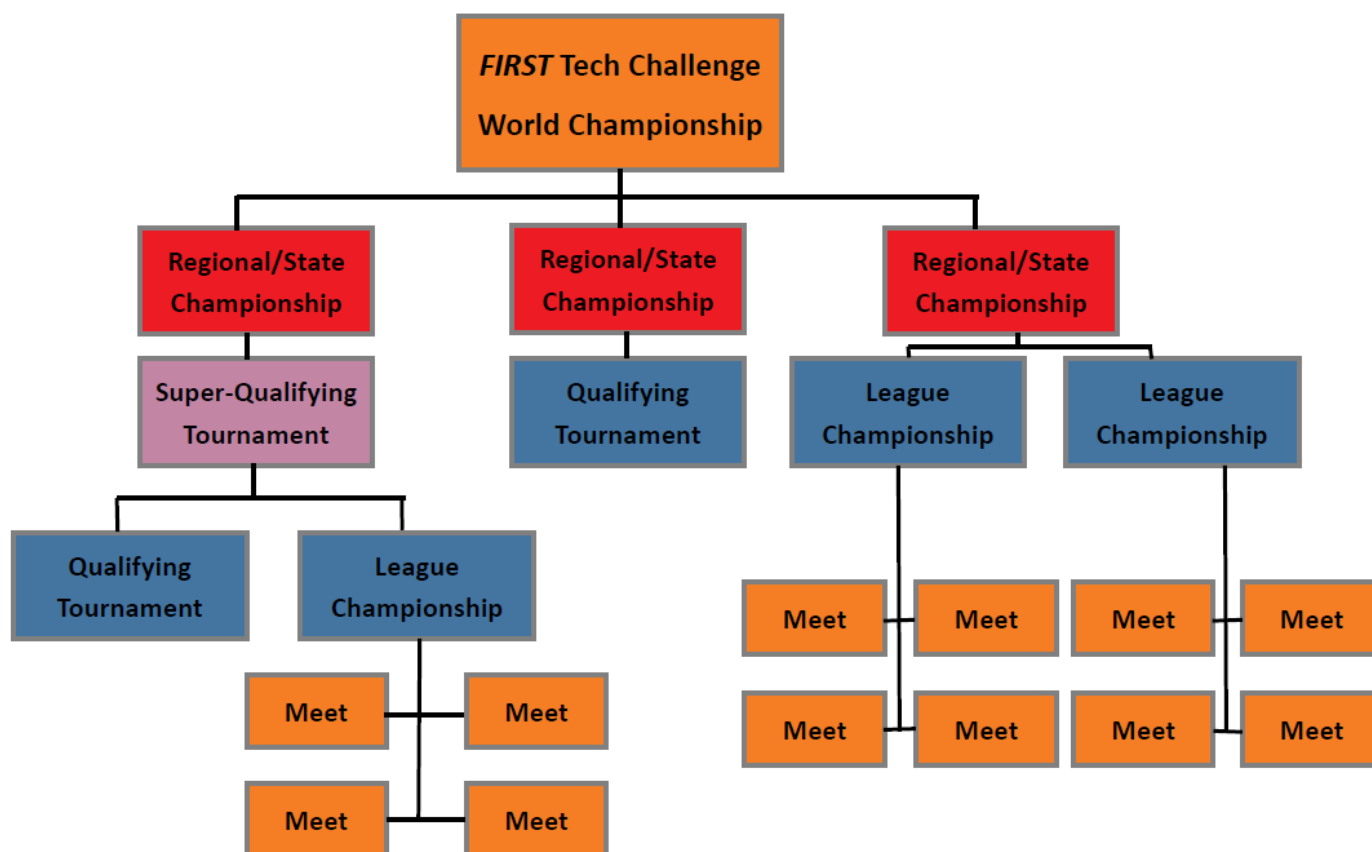 FIRST Tech Challenge
World Championship
Regional/State
Championship
Regional/State
Championship
Regional/State
Championship
Super-Qualifying
Tournament
Qualifying
Tournament
League
Championship
League
Championship
Qualifying
Tournament
League
Championship
Meet
Meet
Meet
Meet
Meet
Meet
Meet
Meet
Meet
Meet
Meet
Meet